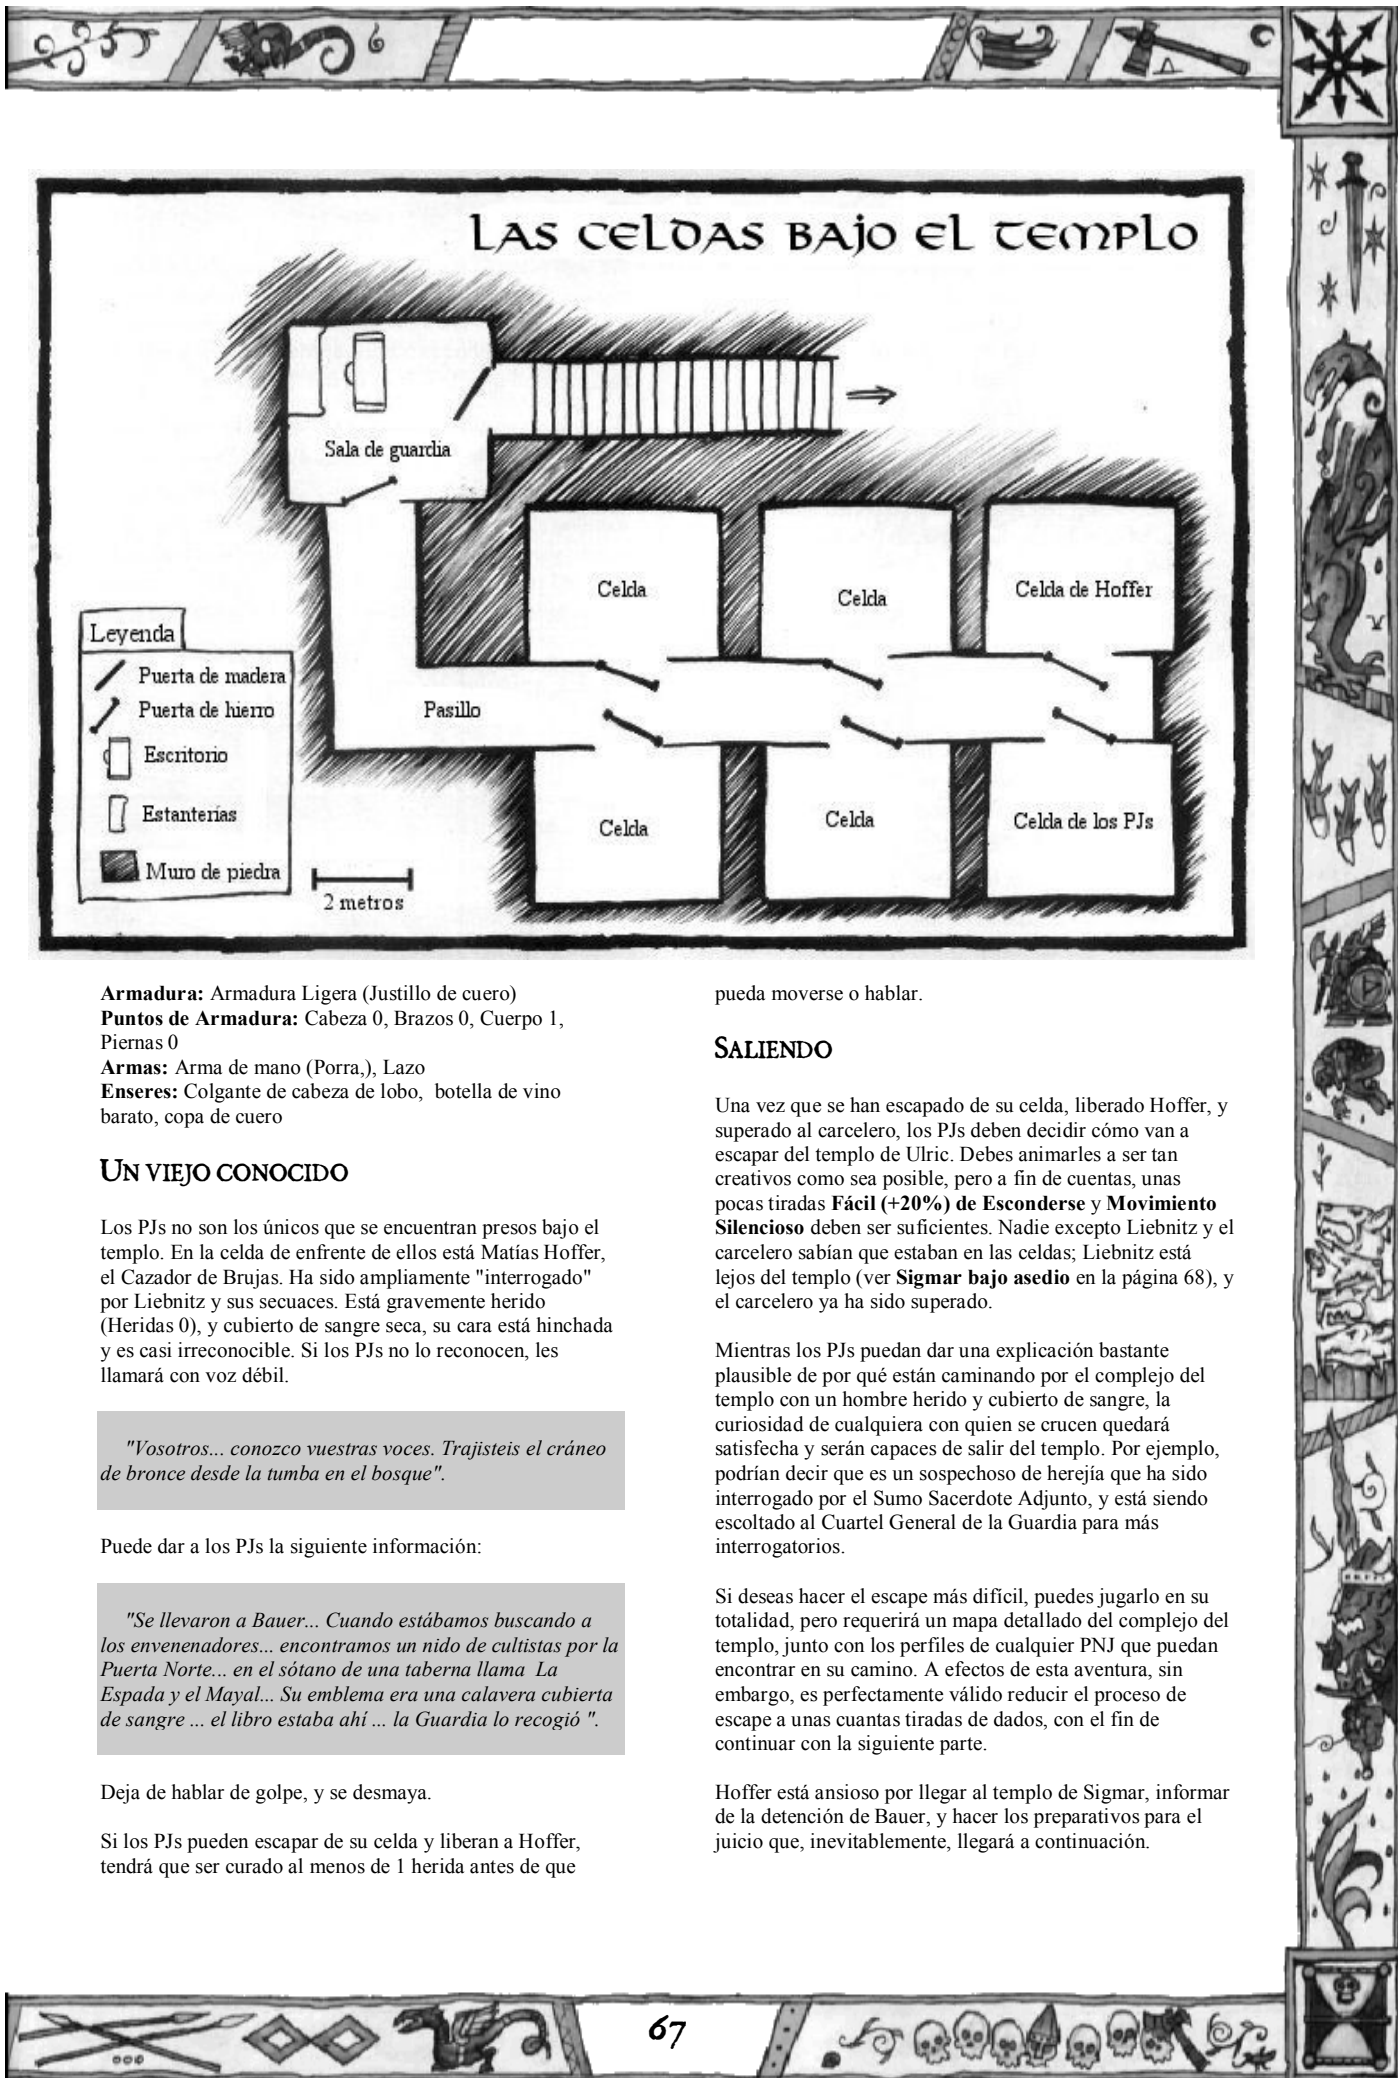 LAS CELDAS BAJO EL TEMPLO
Sala de guardia
Celda
Celda
Celda de Hoffer
Leyenda
Puerta de madera
Puerta de hierro
Escritorio
Estanterías
Muro de piedra
Pasillo
Celda
Celda
Celda de los PJs
2 metros
Armadura: Armadura Ligera (Justillo de cuero)
Puntos de Armadura: Cabeza 0, Brazos 0, Cuerpo 1,
Piernas 0
Armas: Arma de mano (Porra,), Lazo
Enseres: Colgante de cabeza de lobo, botella de vino
barato, copa de cuero
UN VIEJO CONOCIDO
Los PJs no son los únicos que se encuentran presos bajo el
templo. En la celda de enfrente de ellos está Matías Hoffer,
el Cazador de Brujas. Ha sido ampliamente "interrogado"
por Liebnitz y sus secuaces. Está gravemente herido
(Heridas 0), y cubierto de sangre seca, su cara está hinchada
y es casi irreconocible. Si los PJs no lo reconocen, les
llamará con voz débil.
"Vosotros... conozco vuestras voces. Trajisteis el cráneo
de bronce desde la tumba en el bosque".
Puede dar a los PJs la siguiente información:
"Se llevaron a Bauer... Cuando estábamos buscando a
los envenenadores... encontramos un nido de cultistas por la
Puerta Norte... en el sótano de una taberna llama La
Espada y el Mayal... Su emblema era una calavera cubierta
de sangre ... el libro estaba ahí ... la Guardia lo recogió ".
Deja de hablar de golpe, y se desmaya.
Si los PJs pueden escapar de su celda y liberan a Hoffer,
tendrá que ser curado al menos de 1 herida antes de que
pueda moverse o hablar.
SALIENDO
Una vez que se han escapado de su celda, liberado Hoffer, y
superado al carcelero, los PJs deben decidir cómo van a
escapar del templo de Ulric. Debes animarles a ser tan
creativos como sea posible, pero a fin de cuentas, unas
pocas tiradas Fácil (+20%) de Esconderse y Movimiento
Silencioso deben ser suficientes. Nadie excepto Liebnitz y el
carcelero sabían que estaban en las celdas; Liebnitz está
lejos del templo (ver Sigmar bajo asedio en la página 68), y
el carcelero ya ha sido superado.
Mientras los PJs puedan dar una explicación bastante
plausible de por qué están caminando por el complejo del
templo con un hombre herido y cubierto de sangre, la
curiosidad de cualquiera con quien se crucen quedará
satisfecha y serán capaces de salir del templo. Por ejemplo,
podrían decir que es un sospechoso de herejía que ha sido
interrogado por el Sumo Sacerdote Adjunto, y está siendo
escoltado al Cuartel General de la Guardia para más
interrogatorios.
Si deseas hacer el escape más difícil, puedes jugarlo en su
totalidad, pero requerirá un mapa detallado del complejo del
templo, junto con los perfiles de cualquier PNJ que puedan
encontrar en su camino. A efectos de esta aventura, sin
embargo, es perfectamente válido reducir el proceso de
escape a unas cuantas tiradas de dados, con el fin de
continuar con la siguiente parte.
Hoffer está ansioso por llegar al templo de Sigmar, informar
de la detención de Bauer, y hacer los preparativos para el
juicio que, inevitablemente, llegará a continuación.
67